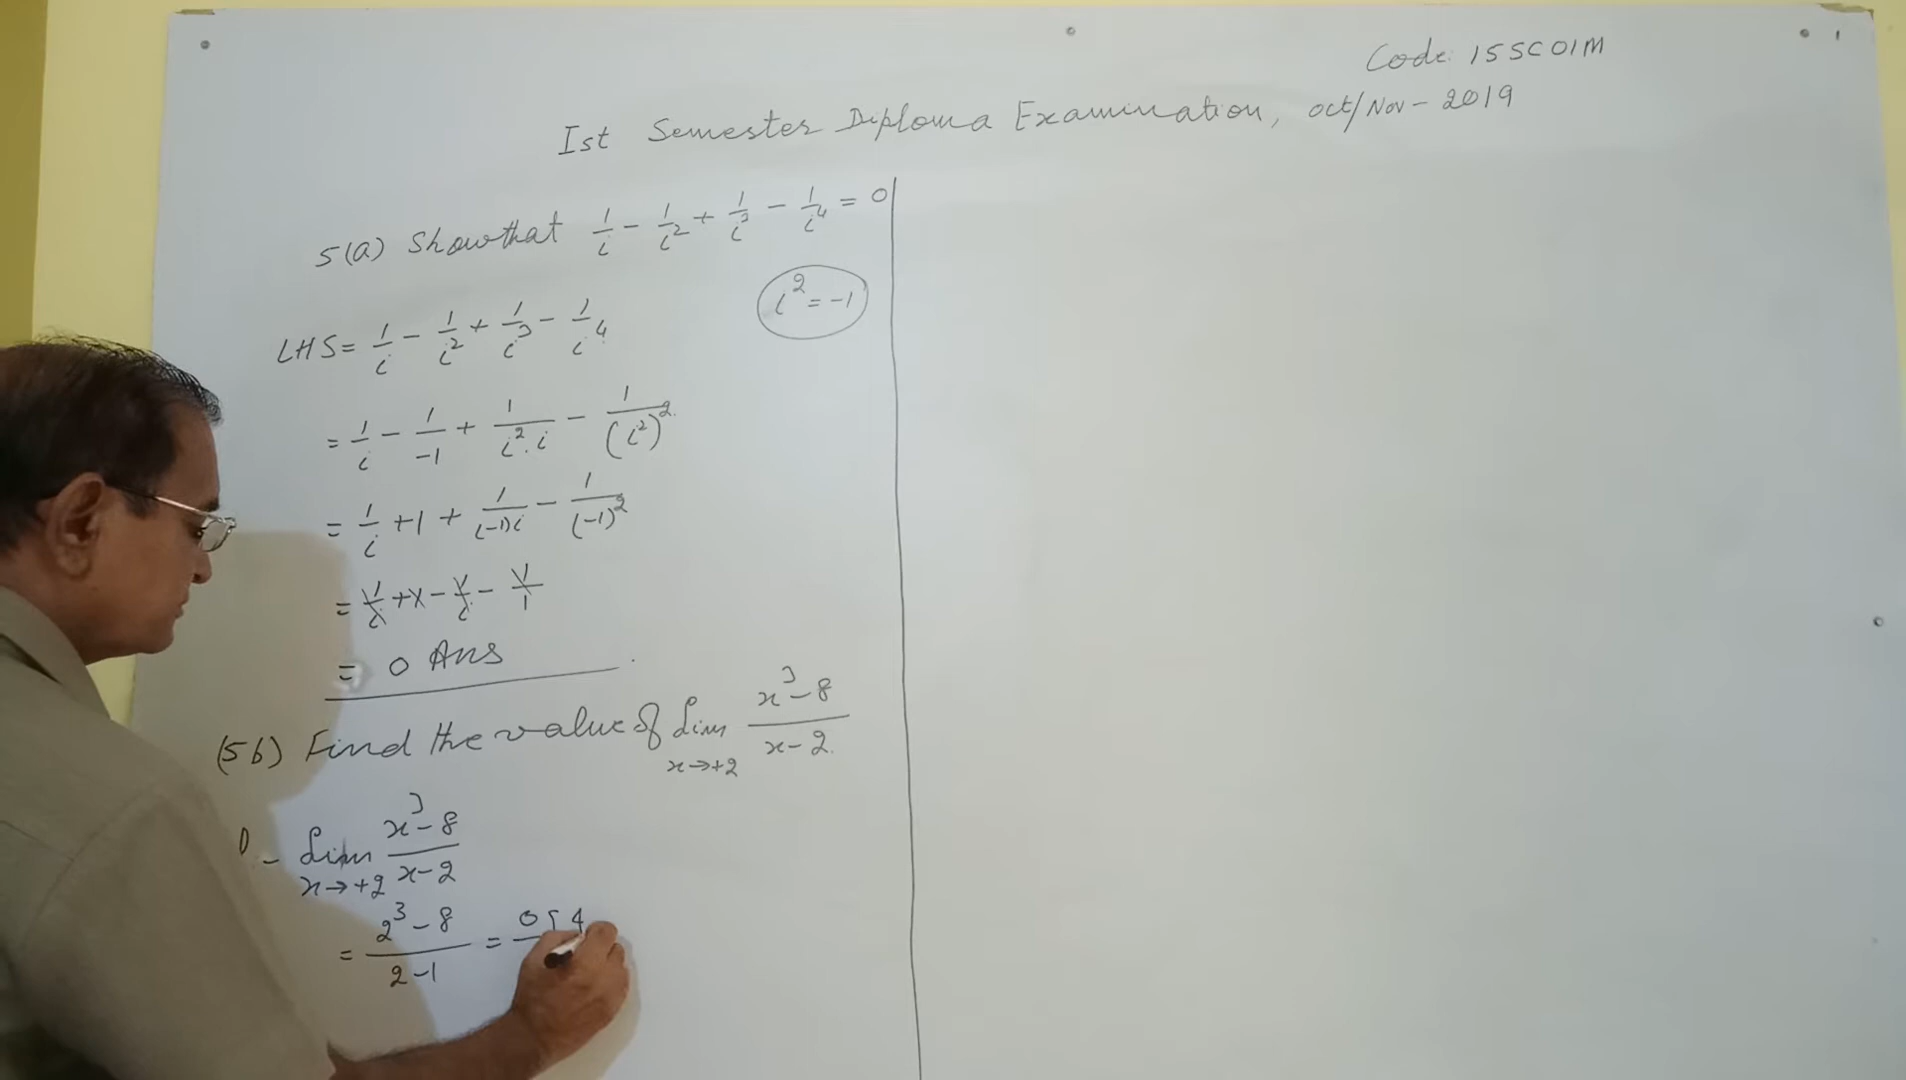 Code: 15SC01M
Ist Semester Diploma Examination, oct/Nov - 2019
5(a) Show that 1/i - 1/i² + 1/i³ - 1/i⁴ = 0
i² = -1
LHS = 1/i - 1/i² + 1/i³ - 1/i⁴
= 1/i - 1/-1 + 1/i².i - 1/(i²)²
= 1/i + 1 + 1/(-1)i - 1/(-1)²
= 1/i + 1 - 1/i - 1/1
= 0 Ans
(5b) Find the value of Lim x→+2 x³-8/x-2.
Lim x→+2 x³-8/x-2
= 2³-8/2-1 = 0